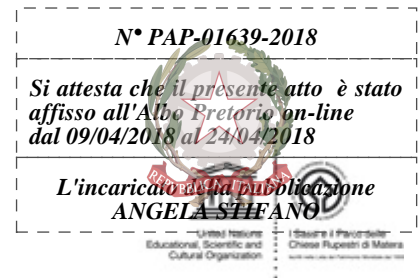 N° PAP-01639-2018
Si attesta che il presente atto è stato
affisso all'Albo Pretorio on-line
dal 09/04/2018 al 24/04/2018
L'incaricato della pubblicazione
ANGELA STIFANO
REPVBBLICA ITALIANA
United Nations
Educational, Scientific and
Cultural Organization
I Sassi e il Parco delle
Chiese Rupestri di Matera